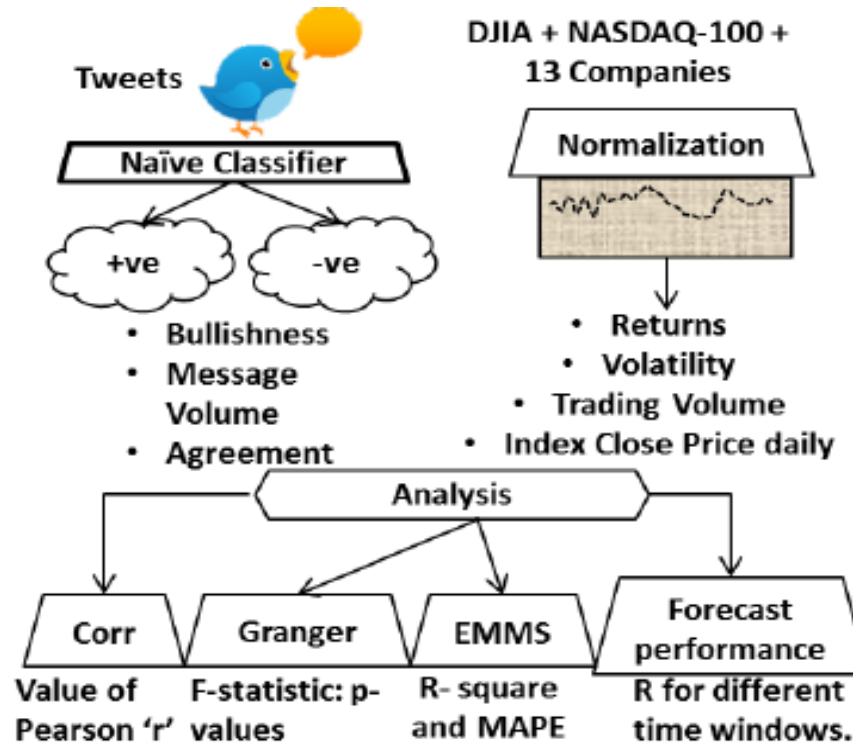 Tweets
DJIA + NASDAQ-100 +
13 Companies
Naïve Classifier
Normalization
+ve
-ve
• Bullishness
• Message
Volume
• Agreement
• Returns
• Volatility
• Trading Volume
• Index Close Price daily
Analysis
Corr
Granger
EMMS
Forecast
performance
Value of
Pearson ‘r’
F-statistic: p-
values
R- square
and MAPE
R for different
time windows.